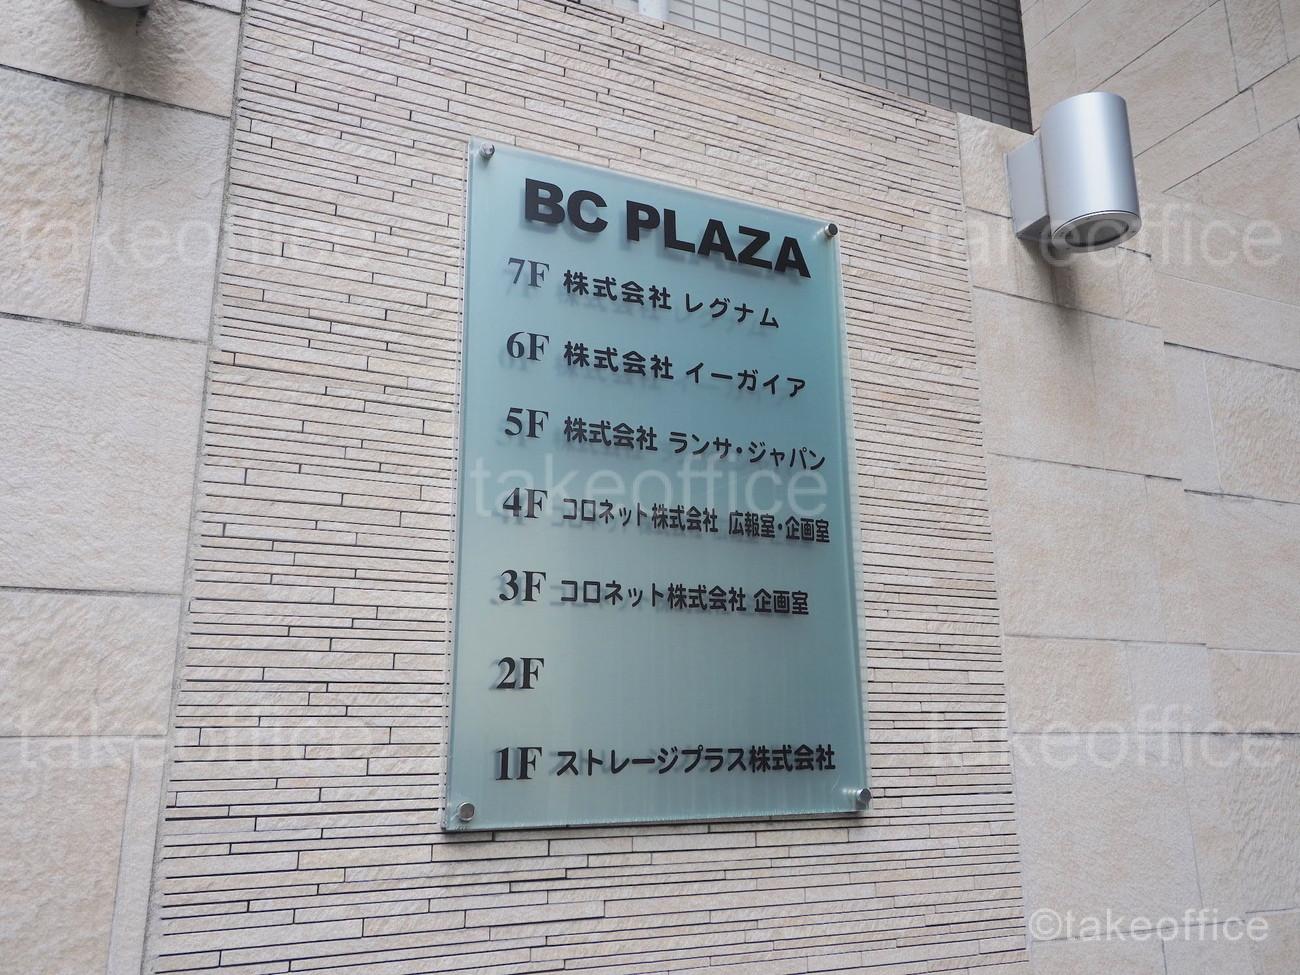 BC PLAZA
7F 株式会社 レグナム
6F 株式会社 イーガイア
5F 株式会社 ランサ・ジャパン
4F コロネット株式会社 広報室・企画室
3F コロネット株式会社 企画室
2F
1F ストレージプラス株式会社
takeoffice
takeoffice
takeoffice
takeoffice
takeoffice
©takeoffice